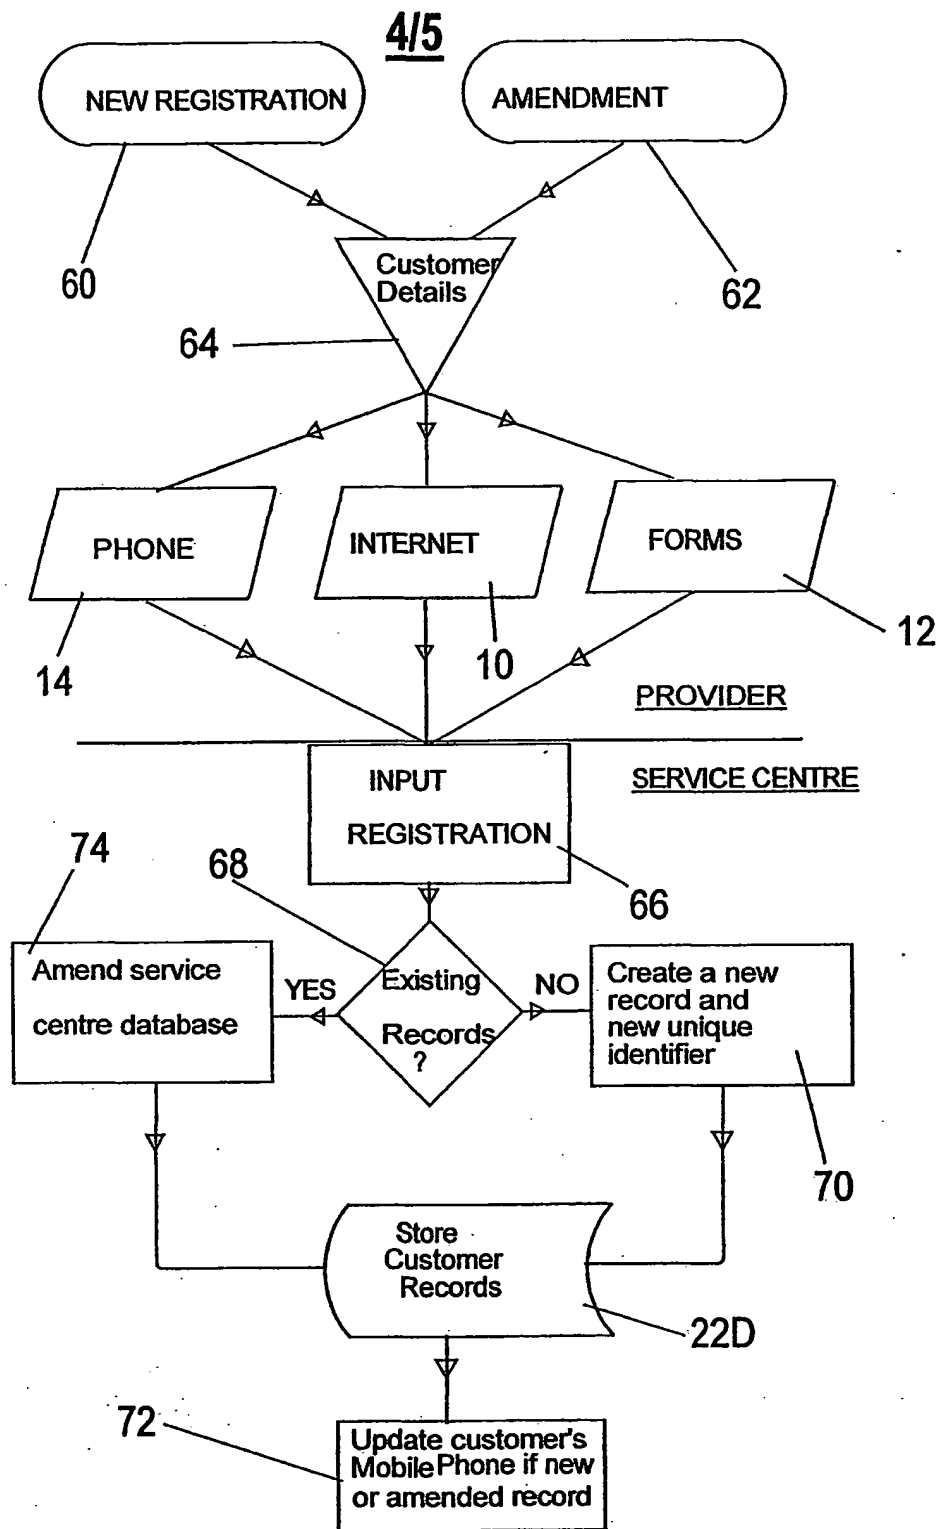 4/5
NEW REGISTRATION
AMENDMENT
60
62
Customer
Details
64
PHONE
INTERNET
FORMS
14
10
12
PROVIDER
SERVICE CENTRE
INPUT
REGISTRATION
74
68
66
Amend service
centre database
YES
Existing
Records
?
NO
Create a new
record and
new unique
identifier
70
Store
Customer
Records
22D
72
Update customer's
Mobile Phone if new
or amended record